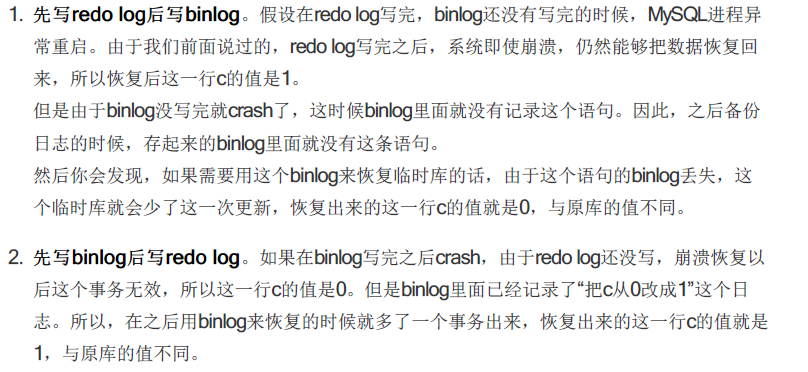 1. 先写redo log后写binlog。假设在redo log写完，binlog还没有写完的时候，MySQL进程异
常重启。由于我们前面说过的，redo log写完之后，系统即使崩溃，仍然能够把数据恢复回
来，所以恢复后这一行c的值是1。
但是由于binlog没写完就crash了，这时候binlog里面就没有记录这个语句。因此，之后备份
日志的时候，存起来的binlog里面就没有这条语句。
然后你会发现，如果需要用这个binlog来恢复临时库的话，由于这个语句的binlog丢失，这
个临时库就会少了这一次更新，恢复出来的这一行c的值就是0，与原库的值不同。
2. 先写binlog后写redo log。如果在binlog写完之后crash，由于redo log还没写，崩溃恢复以
后这个事务无效，所以这一行c的值是0。但是binlog里面已经记录了“把c从0改成1”这个日
志。所以，在之后用binlog来恢复的时候就多了一个事务出来，恢复出来的这一行c的值就是
1，与原库的值不同。